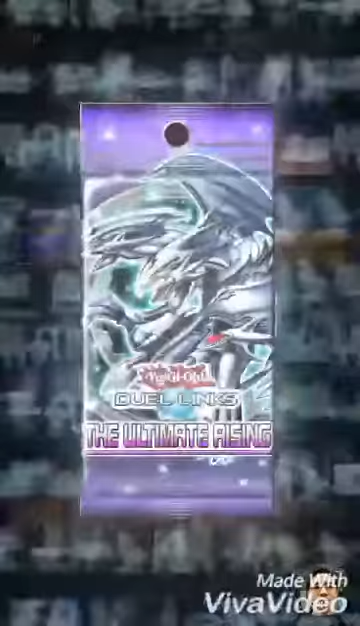 Yu-Gi-Oh!
DUEL LINKS
THE ULTIMATE RISING
Made With
VivaVideo